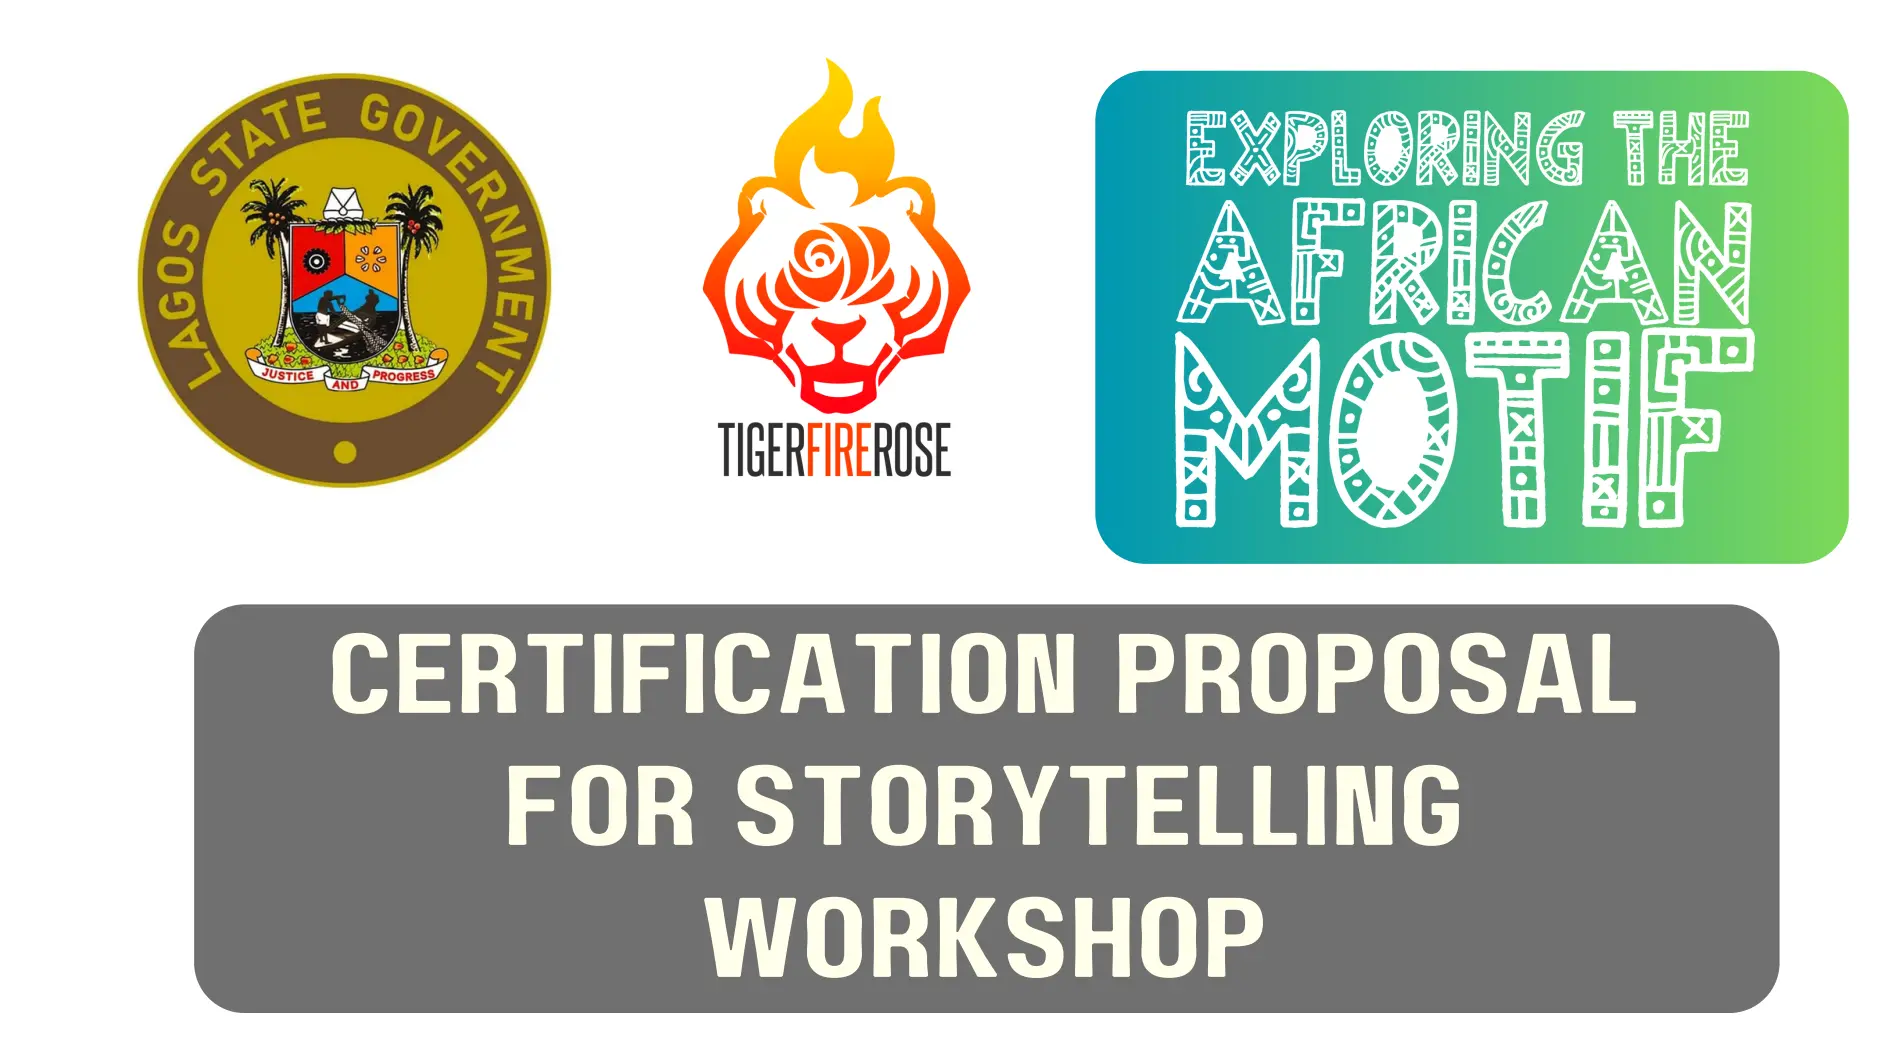 LAGOS STATE GOVERNMENT
JUSTICE AND PROGRESS
TIGERFIREROSE
EXPLORING THE
AFRICAN
MOTIF
CERTIFICATION PROPOSAL
FOR STORYTELLING
WORKSHOP